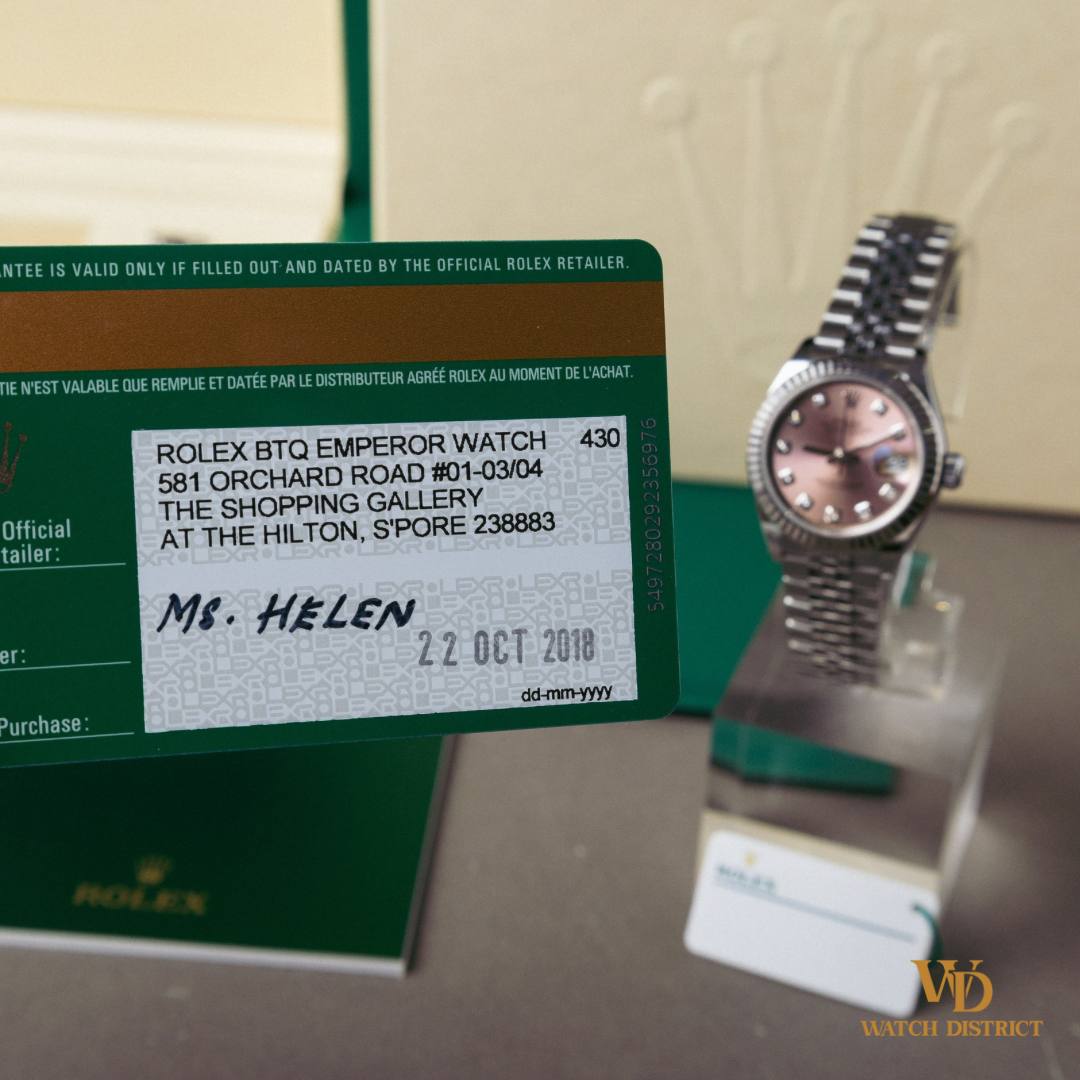 ANTEE IS VALID ONLY IF FILLED OUT AND DATED BY THE OFFICIAL ROLEX RETAILER.
TIE N'EST VALABLE QUE REMPLIE ET DATÉE PAR LE DISTRIBUTEUR AGRÉÉ ROLEX AU MOMENT DE L'ACHAT.
ROLEX BTQ EMPEROR WATCH 430
581 ORCHARD ROAD #01-03/04
THE SHOPPING GALLERY
AT THE HILTON, S'PORE 238883
Official
tailer:
MS. HELEN
er:
22 OCT 2018
dd-mm-yyyy
Purchase:
5497280292356976
ROLEX
ROLEX
WD
WATCH DISTRICT